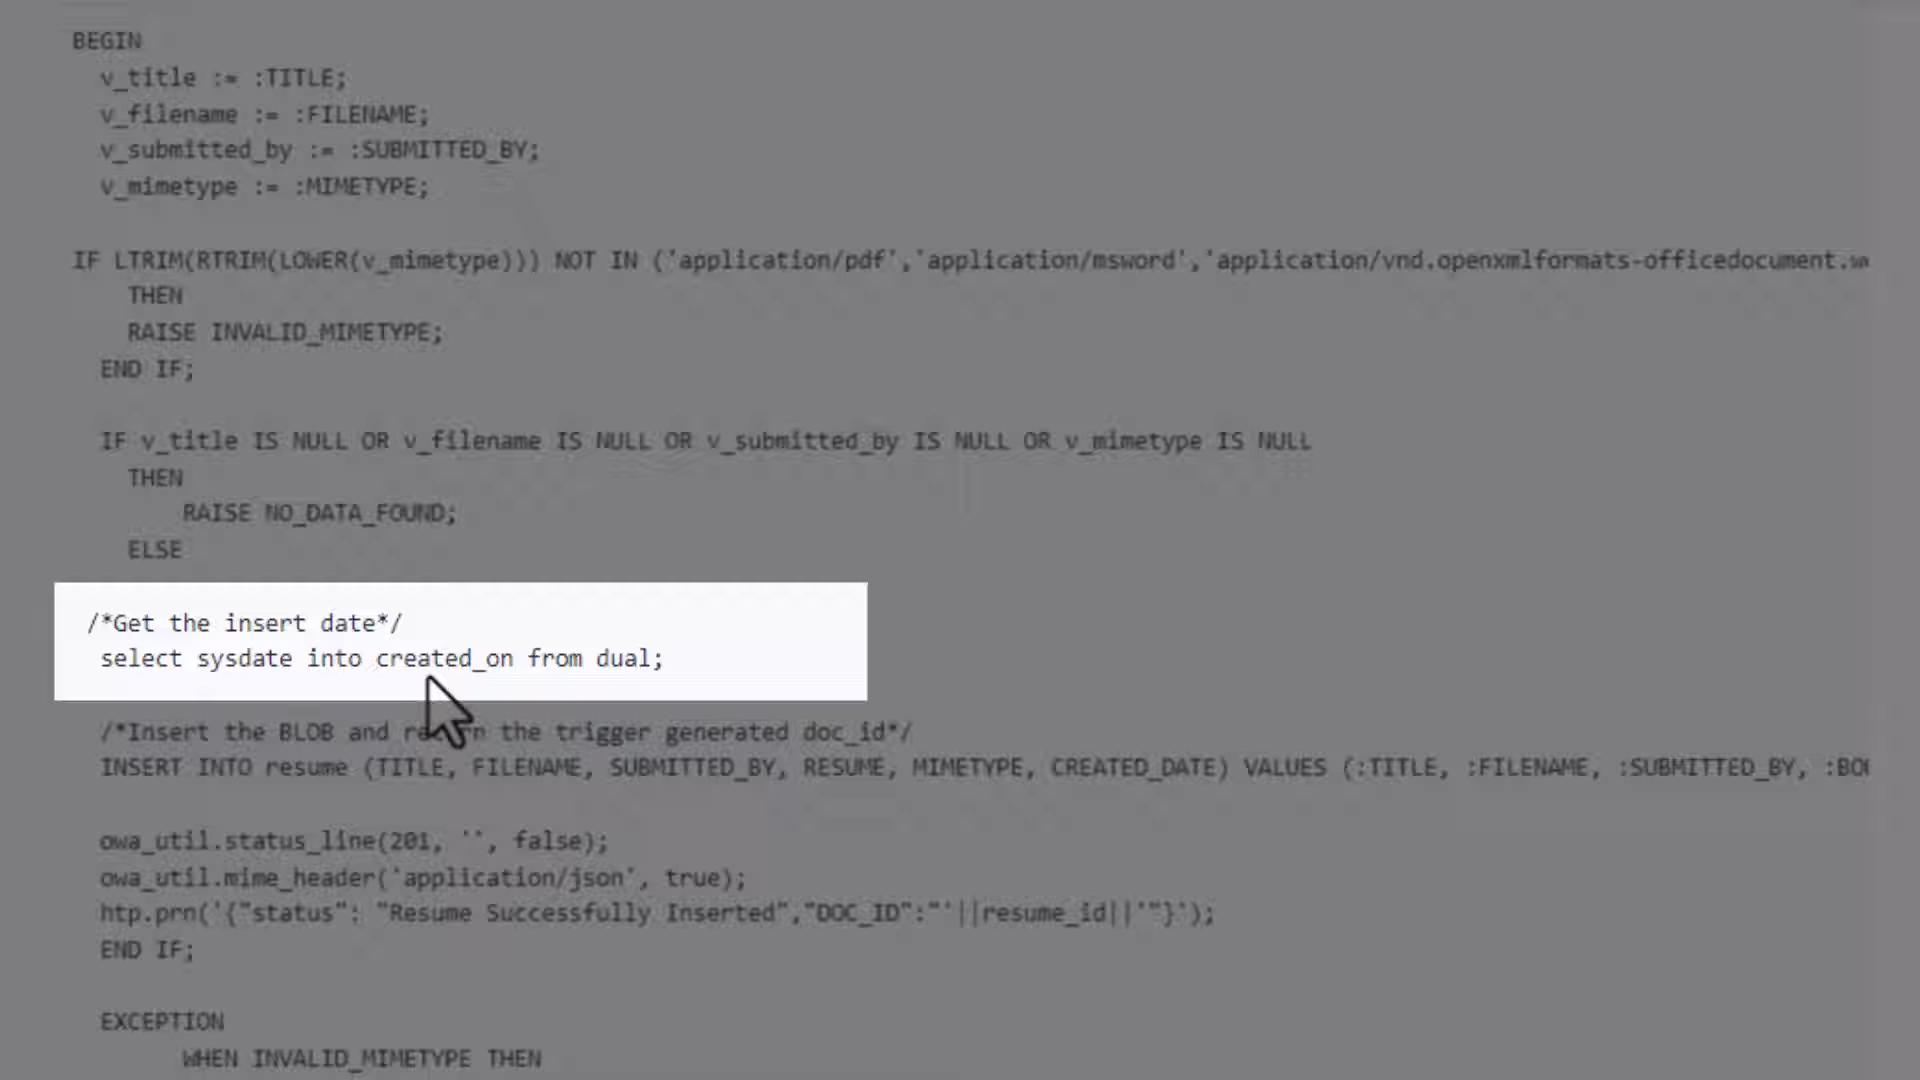 BEGIN
v_title := :TITLE;
v_filename := :FILENAME;
v_submitted_by := :SUBMITTED_BY;
v_mimetype := :MIMETYPE;
IF LTRIM(RTRIM(LOWER(v_mimetype))) NOT IN ('application/pdf','application/msword','application/vnd.openxmlformats-officedocument.
THEN
RAISE INVALID_MIMETYPE;
END IF;
IF v_title IS NULL OR v_filename IS NULL OR v_submitted_by IS NULL OR v_mimetype IS NULL
THEN
RAISE NO_DATA_FOUND;
ELSE
/*Get the insert date*/
select sysdate into created_on from dual;
/*Insert the BLOB and the trigger generated doc_id*/
INSERT INTO resume (TITLE, FILENAME, SUBMITTED_BY, RESUME, MIMETYPE, CREATED_DATE) VALUES (:TITLE, :FILENAME, :SUBMITTED_BY,
owa_util.status_line(201, '', false);
owa_util.mime_header('application/json', true);
htp.prn('{"status": "Resume Successfully Inserted","DOC_ID":"'||resume_id||'"}');
END IF;
EXCEPTION
WHEN INVALID_MIMETYPE THEN